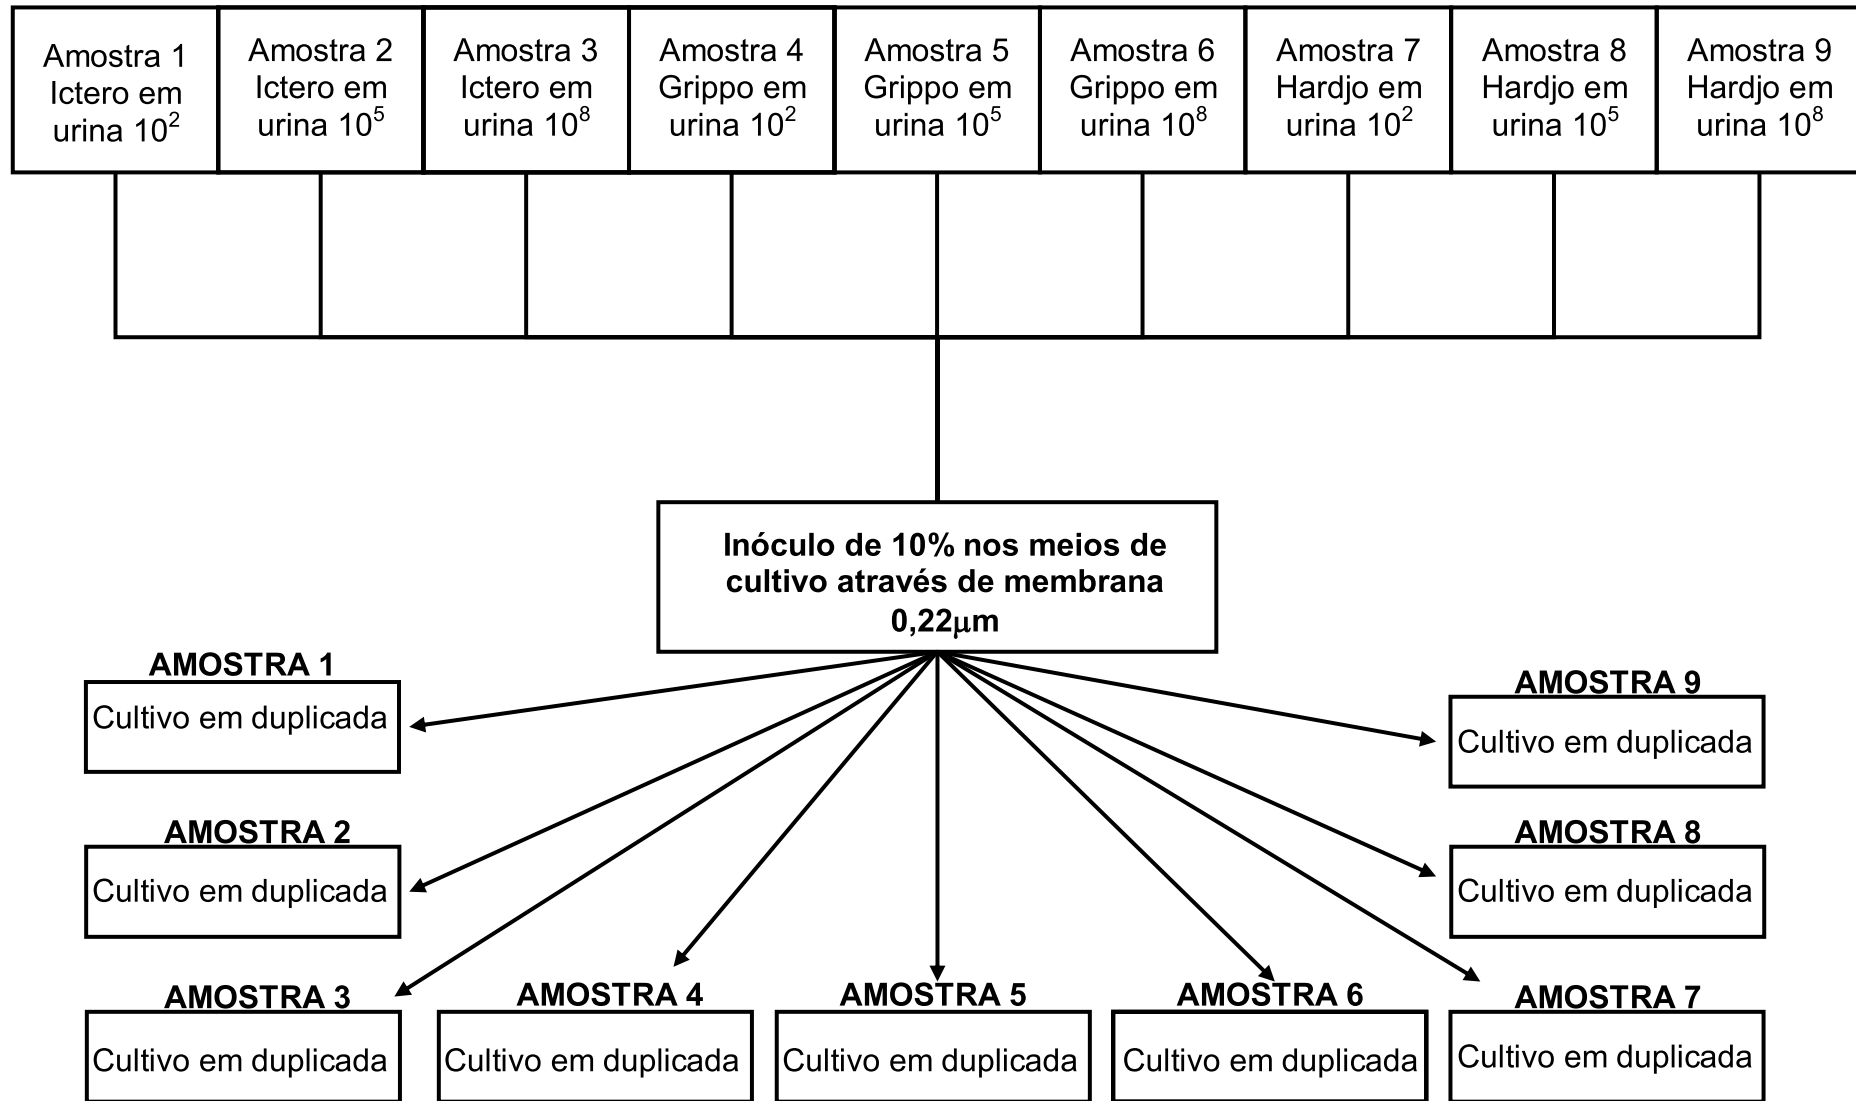 Amostra 1
Ictero em
urina 10²
Amostra 2
Ictero em
urina 10⁵
Amostra 3
Ictero em
urina 10⁸
Amostra 4
Grippo em
urina 10²
Amostra 5
Grippo em
urina 10⁵
Amostra 6
Grippo em
urina 10⁸
Amostra 7
Hardjo em
urina 10²
Amostra 8
Hardjo em
urina 10⁵
Amostra 9
Hardjo em
urina 10⁸
Inóculo de 10% nos meios de
cultivo através de membrana
0,22μm
AMOSTRA 1
Cultivo em duplicada
AMOSTRA 2
Cultivo em duplicada
AMOSTRA 3
Cultivo em duplicada
AMOSTRA 4
Cultivo em duplicada
AMOSTRA 5
Cultivo em duplicada
AMOSTRA 6
Cultivo em duplicada
AMOSTRA 7
Cultivo em duplicada
AMOSTRA 8
Cultivo em duplicada
AMOSTRA 9
Cultivo em duplicada